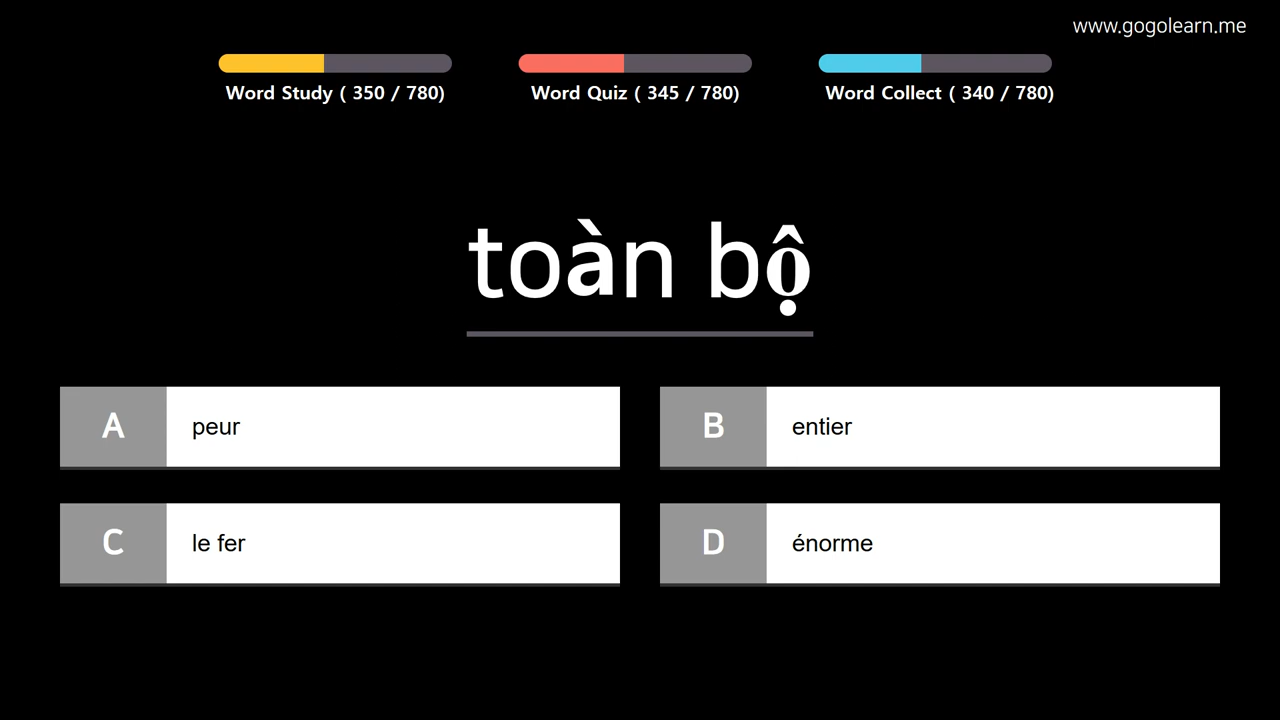 www.gogolearn.me
Word Study ( 350 / 780)
Word Quiz ( 345 / 780)
Word Collect ( 340 / 780)
toàn bộ
A peur
B entier
C le fer
D énorme